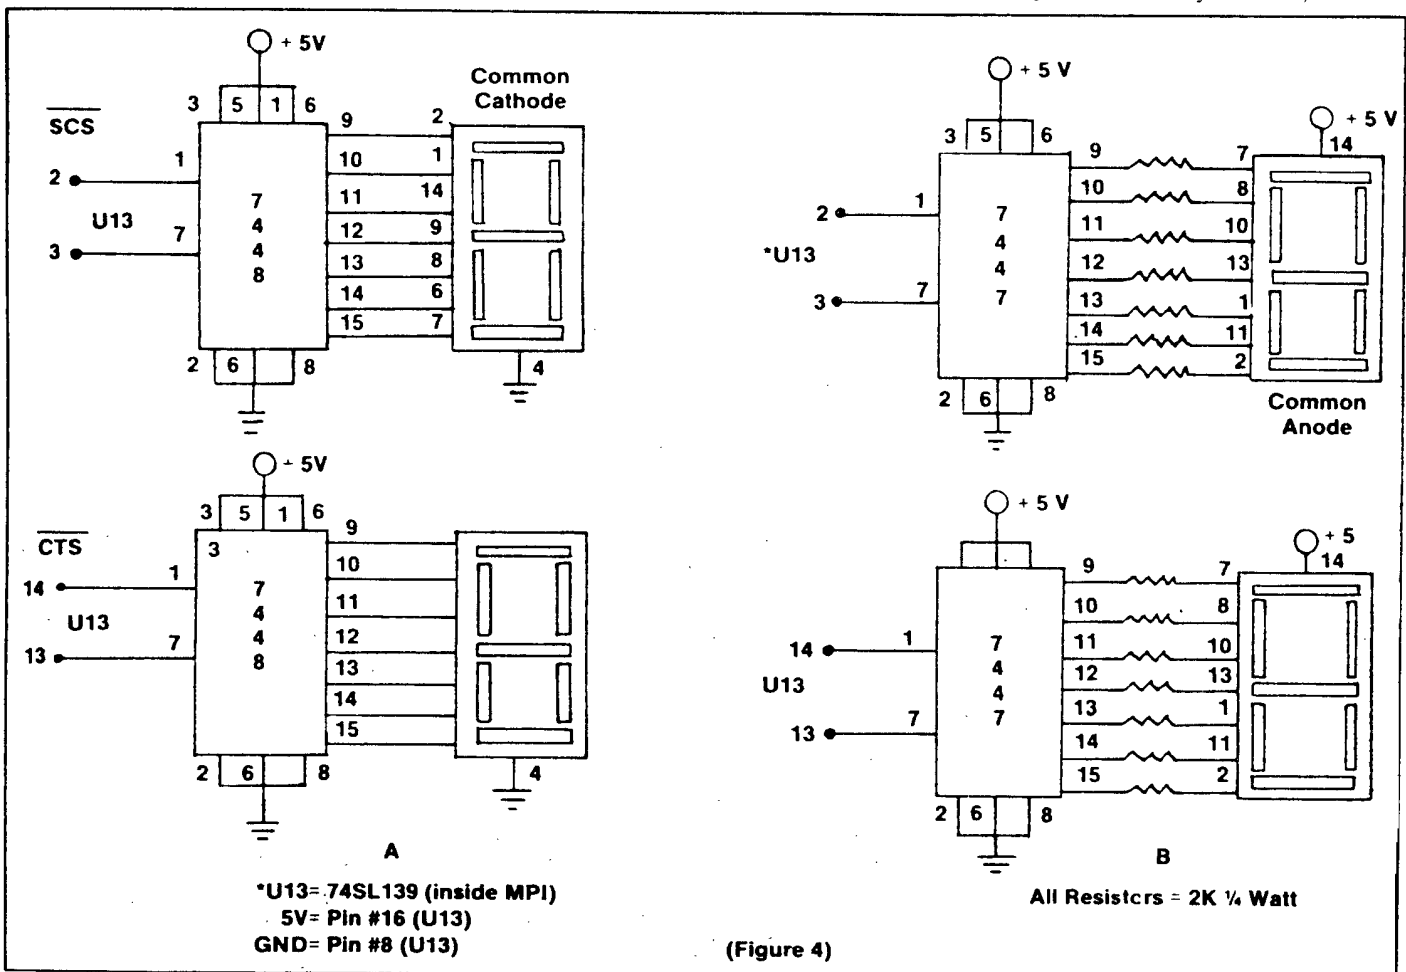 + 5V
Common
Cathode
SCS
3 5 1 6
9 2
1 10 1
2
11 14
U13
7
4
4
8
12 9
7
3
13 8
14 6
15 7
2 6 8
4
+ 5 V
+ 5 V
3 5 6
14
9 7
10 8
2 1
11 10
*U13
7
4
4
7
12 13
3 7
13 1
14 11
15 2
2 6 8
Common
Anode
+ 5V
CTS
3 5 1 6
3
9
10
14 1
11
U13
7
4
4
8
12
13 7
13
14
15
2 6 8
4
A
*U13= 74SL139 (inside MPI)
5V= Pin #16 (U13)
GND= Pin #8 (U13)
+ 5 V
+ 5
14
9 7
10 8
14 1
11 10
U13
7
4
4
7
12 13
13 7
13 1
14 11
15 2
2 6 8
B
All Resistors = 2K ¼ Watt
(Figure 4)